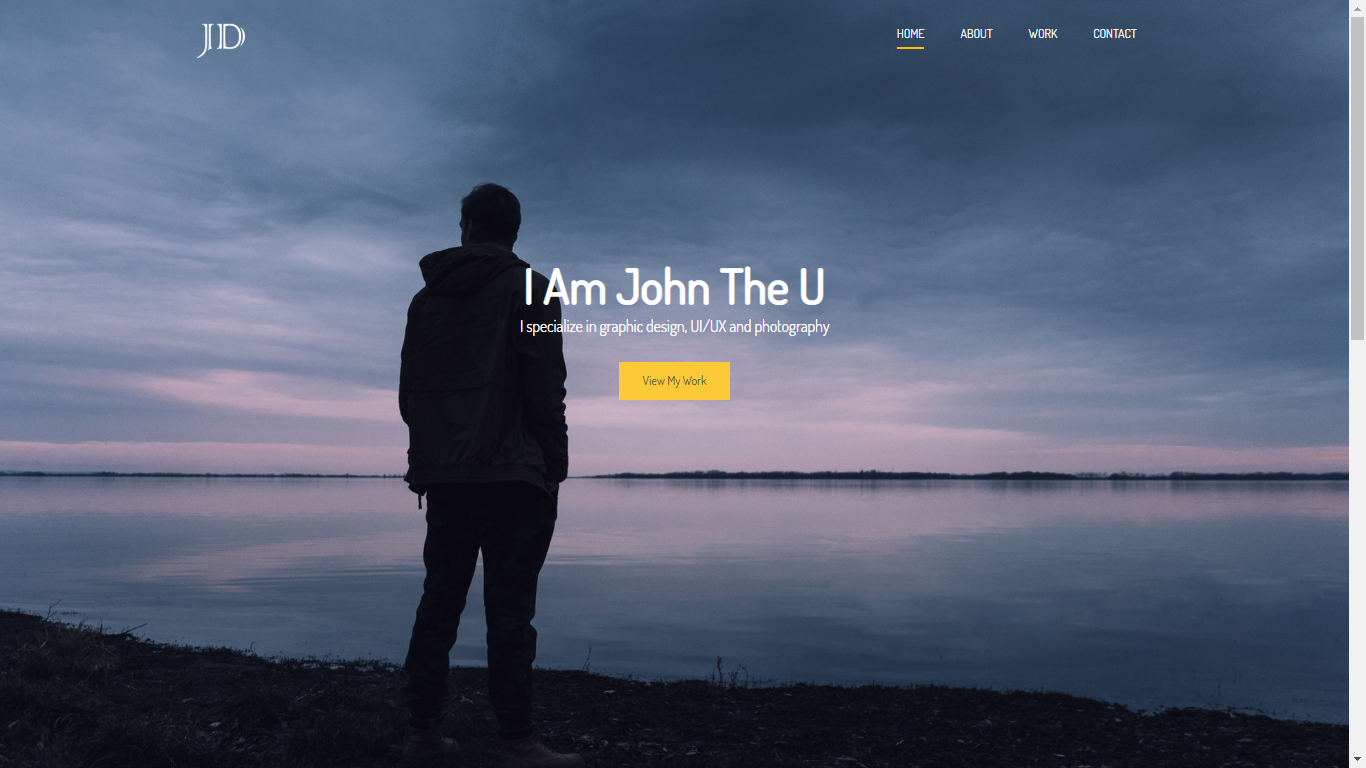 JD
HOME ABOUT WORK CONTACT
I Am John The U
I specialize in graphic design, UI/UX and photography
View My Work